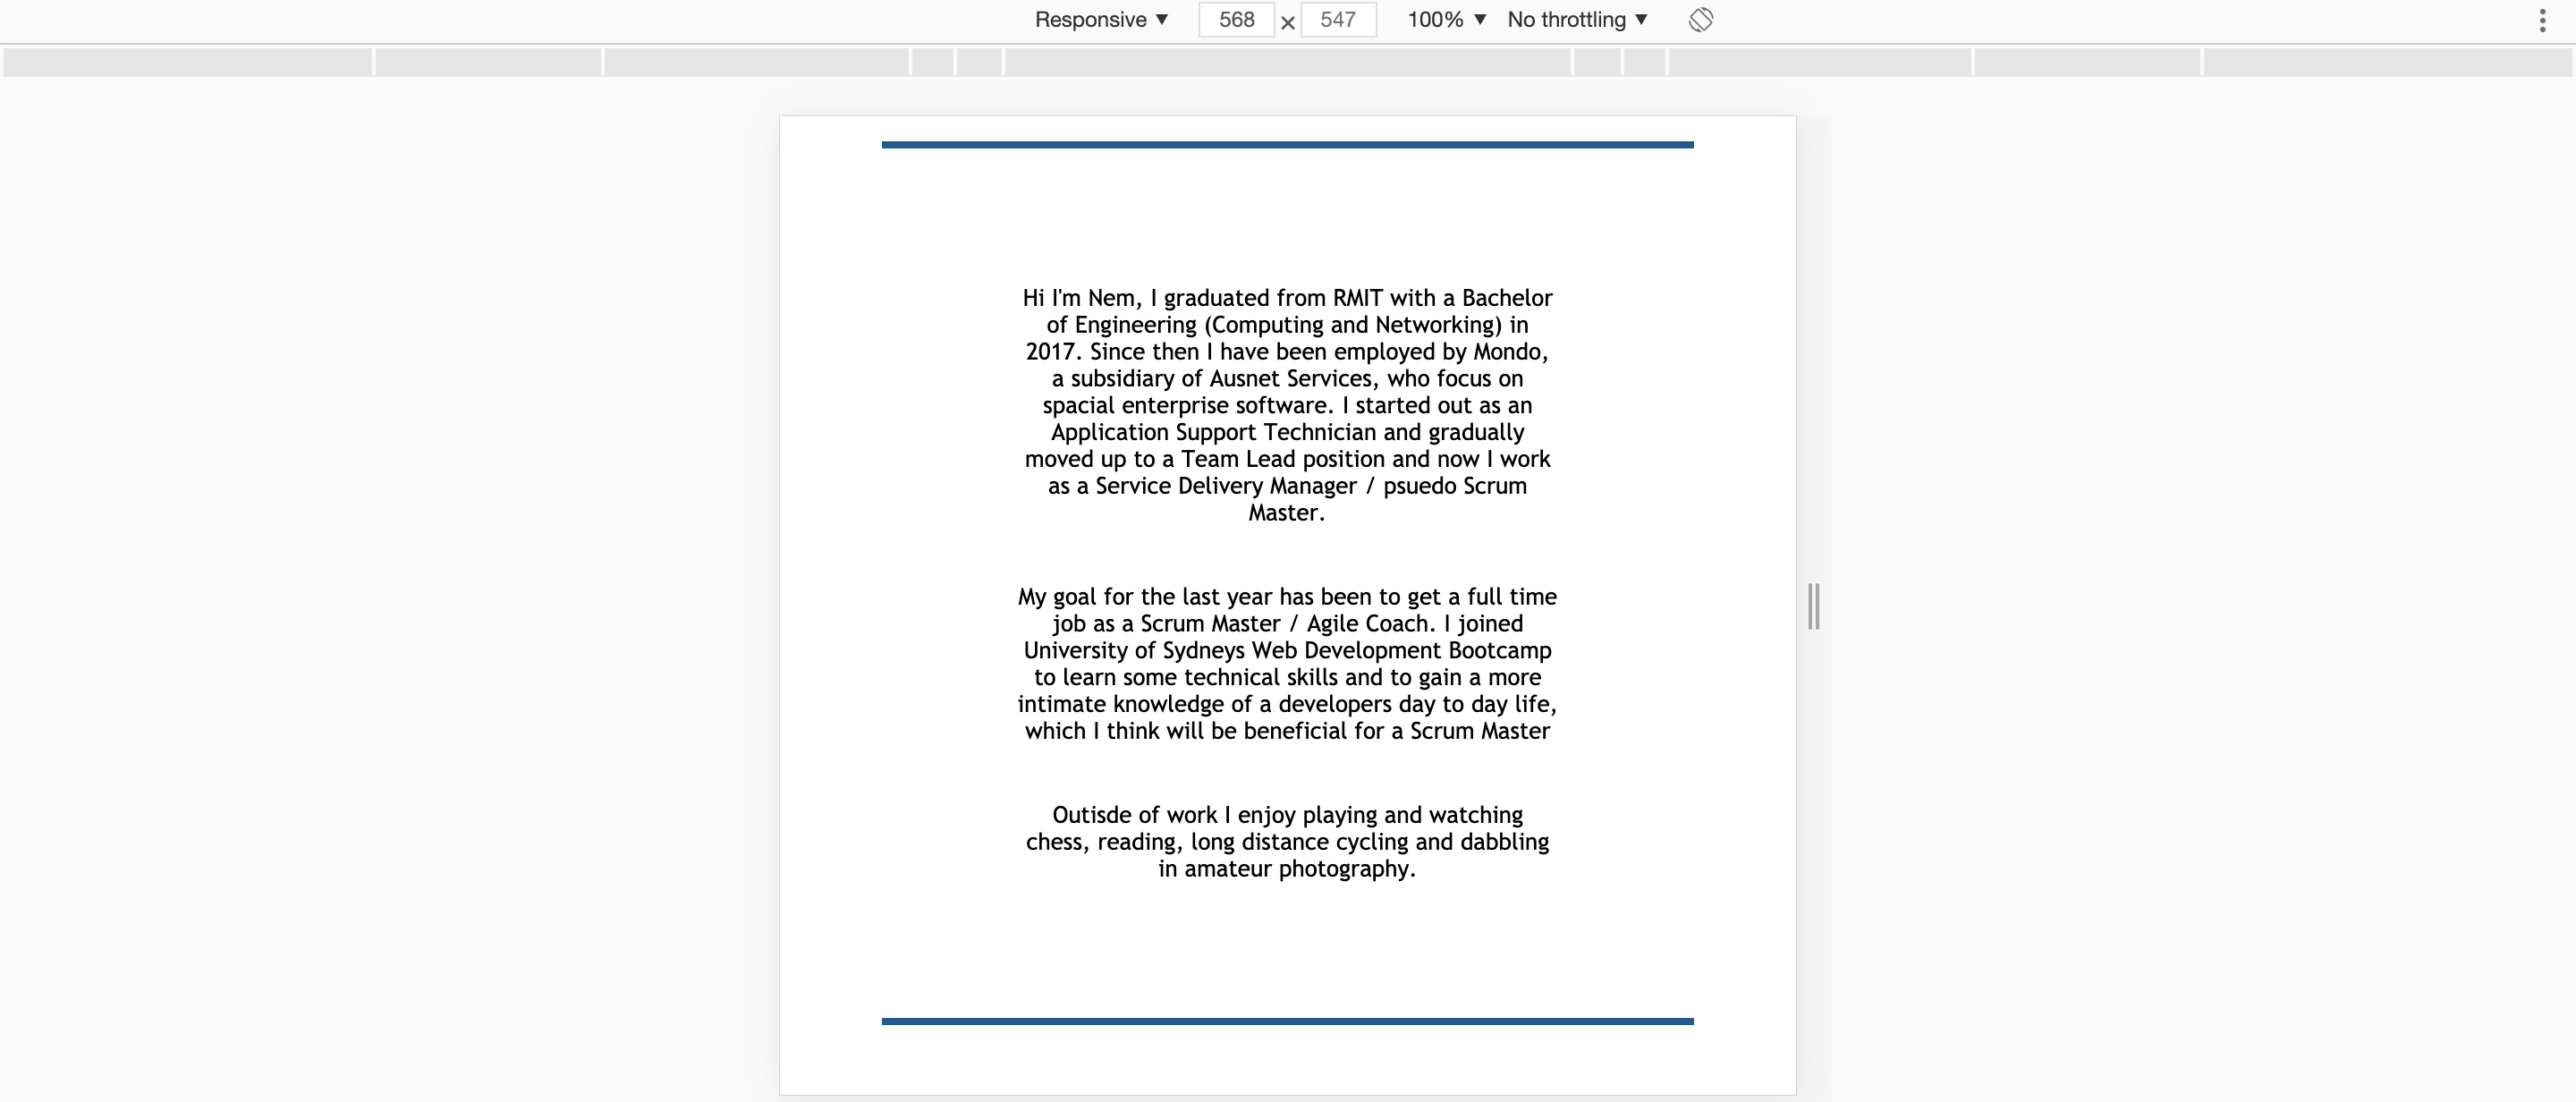 Responsive ▼ 568 × 547 100% ▼ No throttling ▼
Hi I'm Nem, I graduated from RMIT with a Bachelor
of Engineering (Computing and Networking) in
2017. Since then I have been employed by Mondo,
a subsidiary of Ausnet Services, who focus on
spacial enterprise software. I started out as an
Application Support Technician and gradually
moved up to a Team Lead position and now I work
as a Service Delivery Manager / psuedo Scrum
Master.
My goal for the last year has been to get a full time
job as a Scrum Master / Agile Coach. I joined
University of Sydneys Web Development Bootcamp
to learn some technical skills and to gain a more
intimate knowledge of a developers day to day life,
which I think will be beneficial for a Scrum Master
Outisde of work I enjoy playing and watching
chess, reading, long distance cycling and dabbling
in amateur photography.